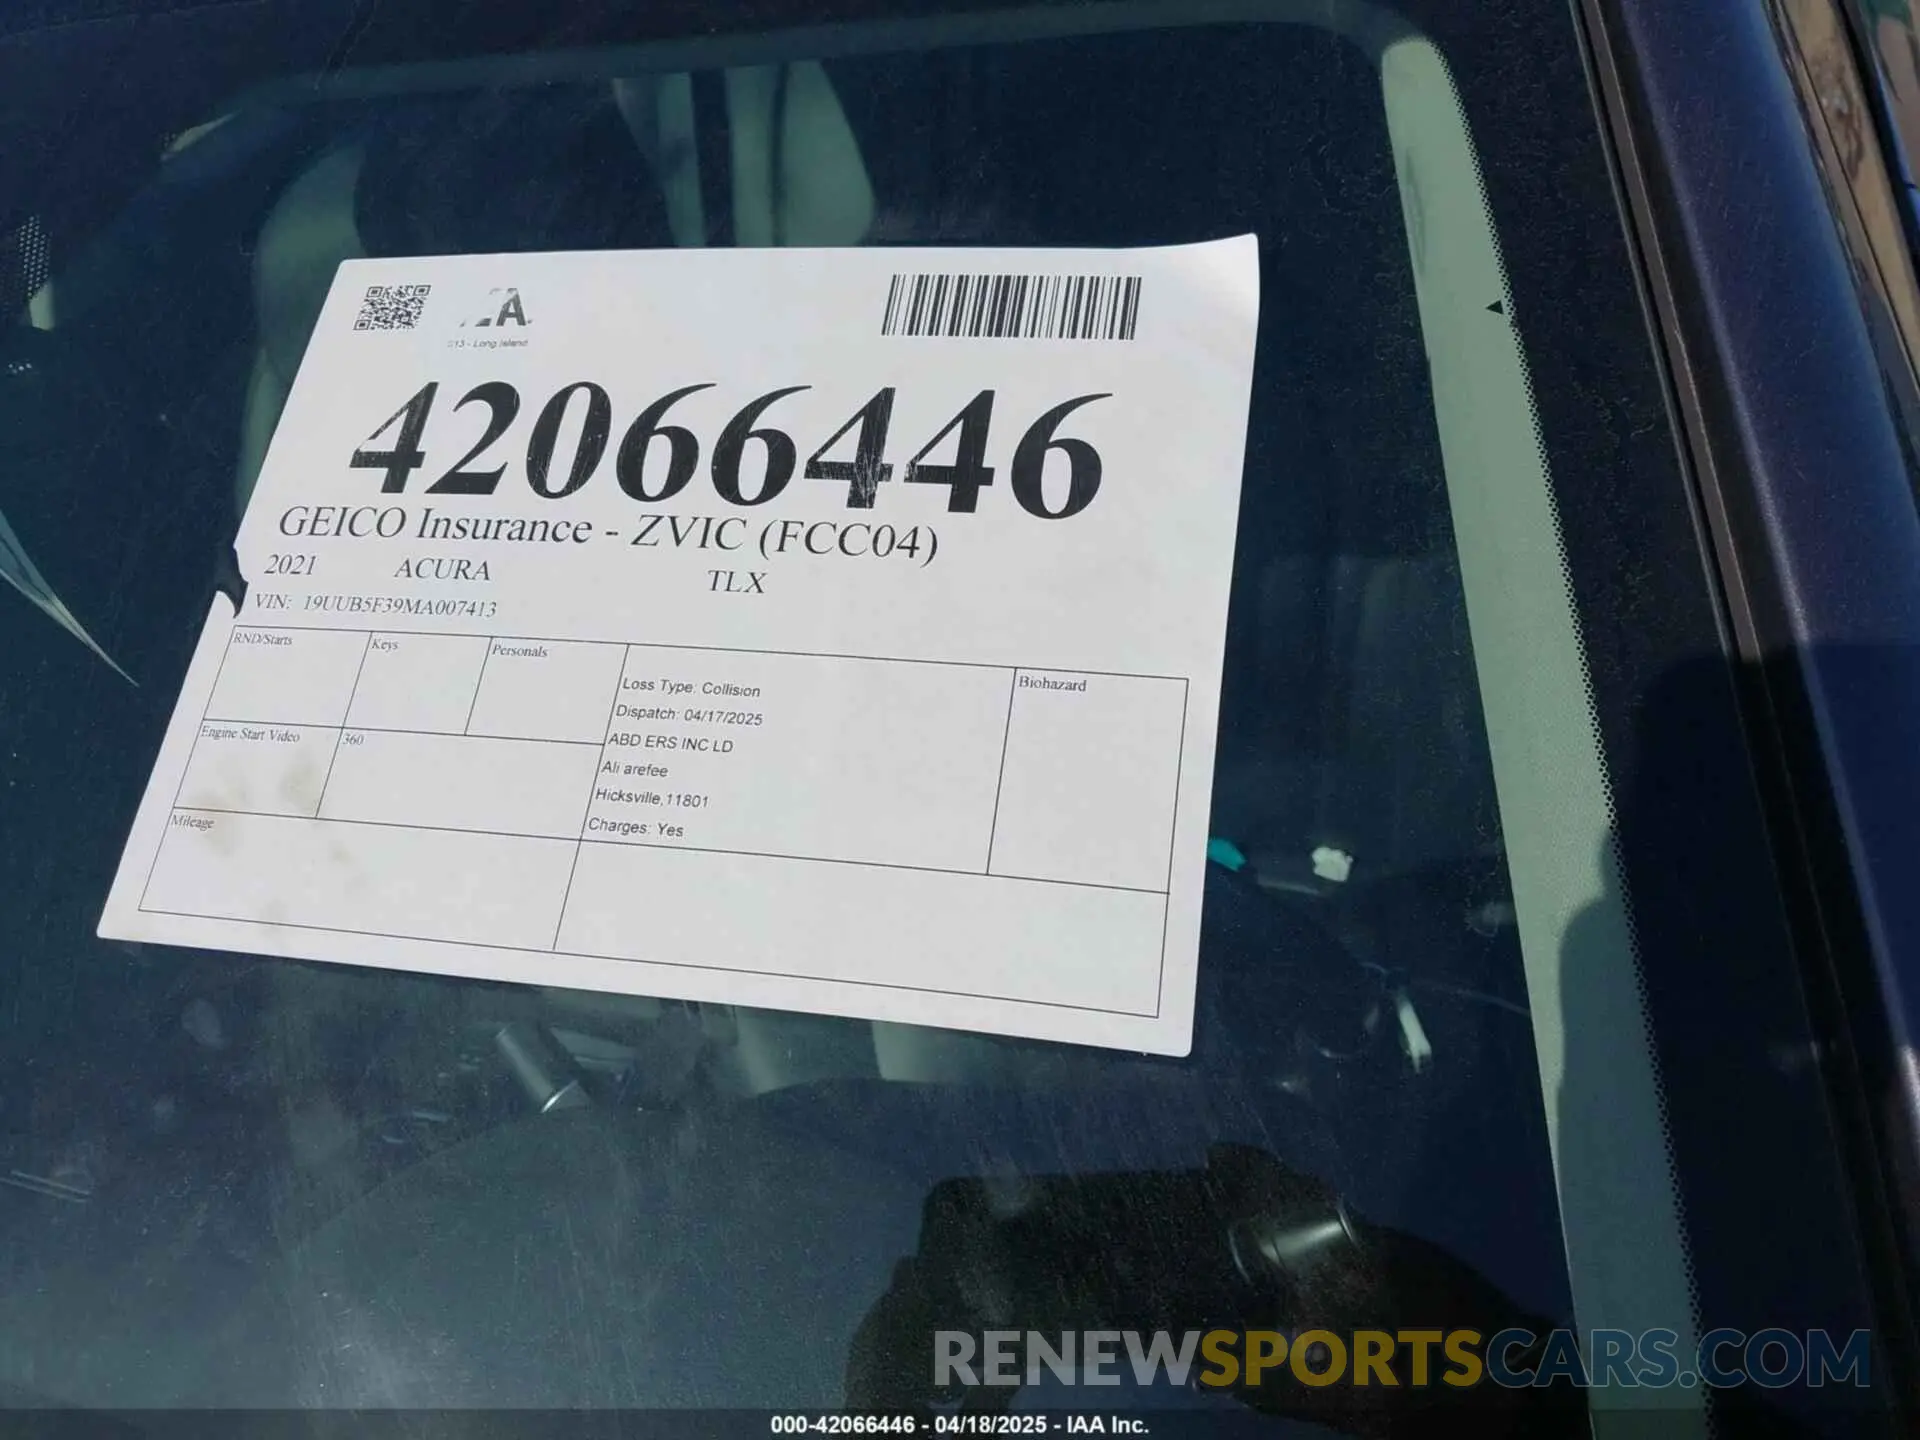 IAA.
513 - Long Island
42066446
GEICO Insurance - ZVIC (FCC04)
2021 ACURA TLX
VIN: 19UUB5F39MA007413
RND/Starts Keys Personals Biohazard
Loss Type: Collision
Dispatch: 04/17/2025
Engine Start Video 360
ABD ERS INC LD
Ali arefee
Hicksville,11801
Mileage
Charges: Yes
RENEWSPORTSCARS.COM
000-42066446 - 04/18/2025 - IAA Inc.